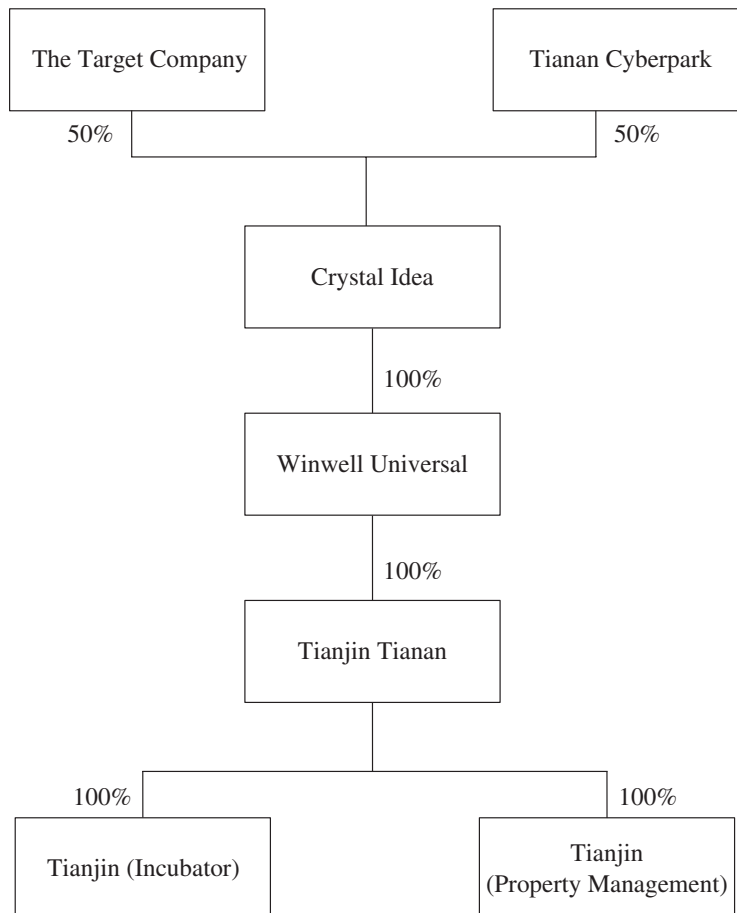 The Target Company
Tianan Cyberpark
50%
50%
Crystal Idea
100%
Winwell Universal
100%
Tianjin Tianan
100%
100%
Tianjin (Incubator)
Tianjin
(Property Management)